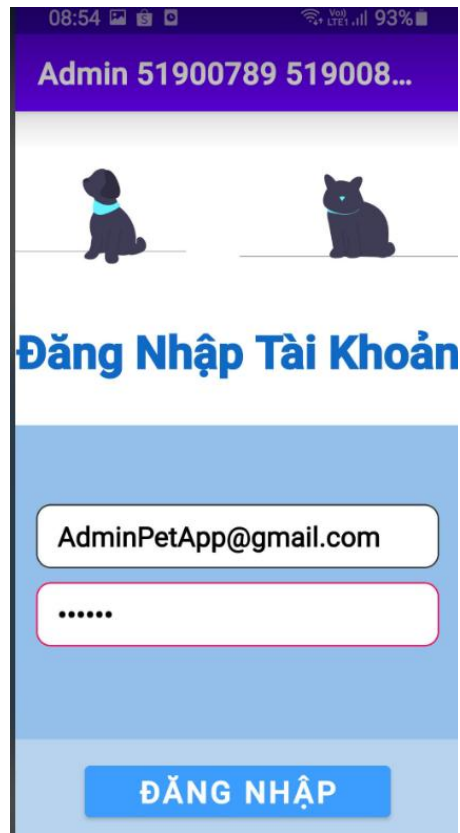 08:54 93%
Admin 51900789 519008...
Đăng Nhập Tài Khoản
AdminPetApp@gmail.com
••••••
ĐĂNG NHẬP